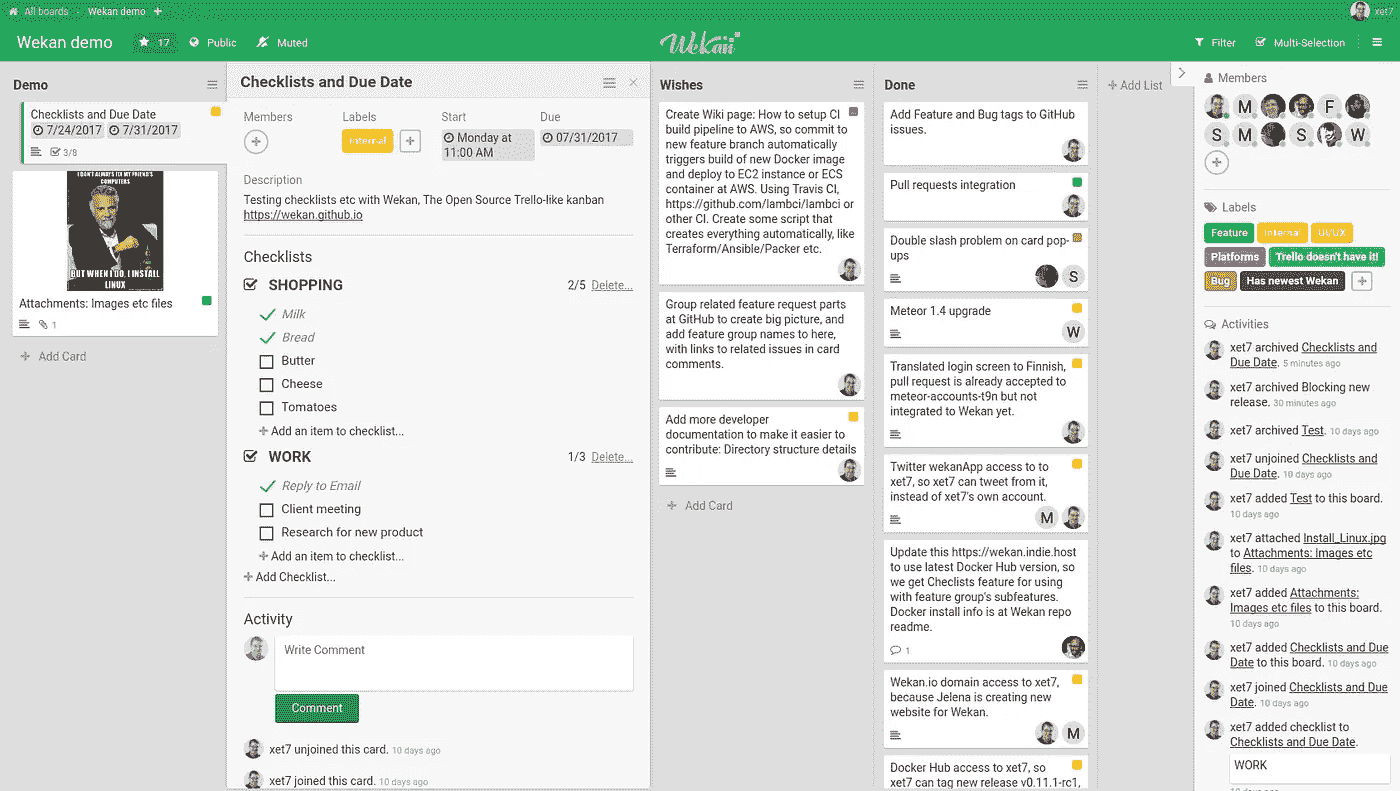 All boards
Wekan demo
xet7
Wekan demo
17
Public
Muted
Wekan
Filter
Multi-Selection
Demo
Checklists and Due Date
7/24/2017 7/31/2017
3/8
I DON'T ALWAYS FIX MY FRIEND'S
COMPUTERS
BUT WHEN I DO, I INSTALL
LINUX
Attachments: Images etc files
1
Add Card
Checklists and Due Date
Members
Labels
Start
Due
Internal
Monday at
11:00 AM
07/31/2017
Description
Testing checklists etc with Wekan, The Open Source Trello-like kanban
https://wekan.github.io
Checklists
SHOPPING
2/5 Delete...
Milk
Bread
Butter
Cheese
Tomatoes
Add an item to checklist...
WORK
1/3 Delete...
Reply to Email
Client meeting
Research for new product
Add an item to checklist...
Add Checklist...
Activity
Write Comment
Comment
xet7 unjoined this card. 10 days ago
xet7 joined this card. 10 days ago
Wishes
Create Wiki page: How to setup CI
build pipeline to AWS, so commit to
new feature branch automatically
triggers build of new Docker image
and deploy to EC2 instance or ECS
container at AWS. Using Travis CI,
https://github.com/lambci/lambci or
other CI. Create some script that
creates everything automatically, like
Terraform/Ansible/Packer etc.
Group related feature request parts
at GitHub to create big picture, and
add feature group names to here,
with links to related issues in card
comments.
Add more developer
documentation to make it easier to
contribute: Directory structure details
Add Card
Done
Add Feature and Bug tags to GitHub
issues.
Pull requests integration
Double slash problem on card pop-
ups
S
Meteor 1.4 upgrade
W
Translated login screen to Finnish,
pull request is already accepted to
meteor-accounts-t9n but not
integrated to Wekan yet.
Twitter wekanApp access to to
xet7, so xet7 can tweet from it,
instead of xet7's own account.
M
Update this https://wekan.indie.host
to use latest Docker Hub version, so
we get Checlists feature for using
with feature group's subfeatures.
Docker install info is at Wekan repo
readme.
1
Wekan.io domain access to xet7,
because Jelena is creating new
website for Wekan.
M
Docker Hub access to xet7, so
xet7 can tag new release v0.11.1-rc1,
Add List
Members
M F
S M S W
Labels
Feature Internal UI/UX
Platforms Trello doesn't have it!
Bug Has newest Wekan
Activities
xet7 archived Checklists and
Due Date. 5 minutes ago
xet7 archived Blocking new
release. 30 minutes ago
xet7 archived Test. 10 days ago
xet7 unjoined Checklists and
Due Date. 10 days ago
xet7 added Test to this board.
10 days ago
xet7 attached Install_Linux.jpg
to Attachments: Images etc
files. 10 days ago
xet7 added Attachments:
Images etc files to this board.
10 days ago
xet7 added Checklists and Due
Date to this board. 10 days ago
xet7 joined Checklists and Due
Date. 10 days ago
xet7 added checklist to
Checklists and Due Date.
WORK